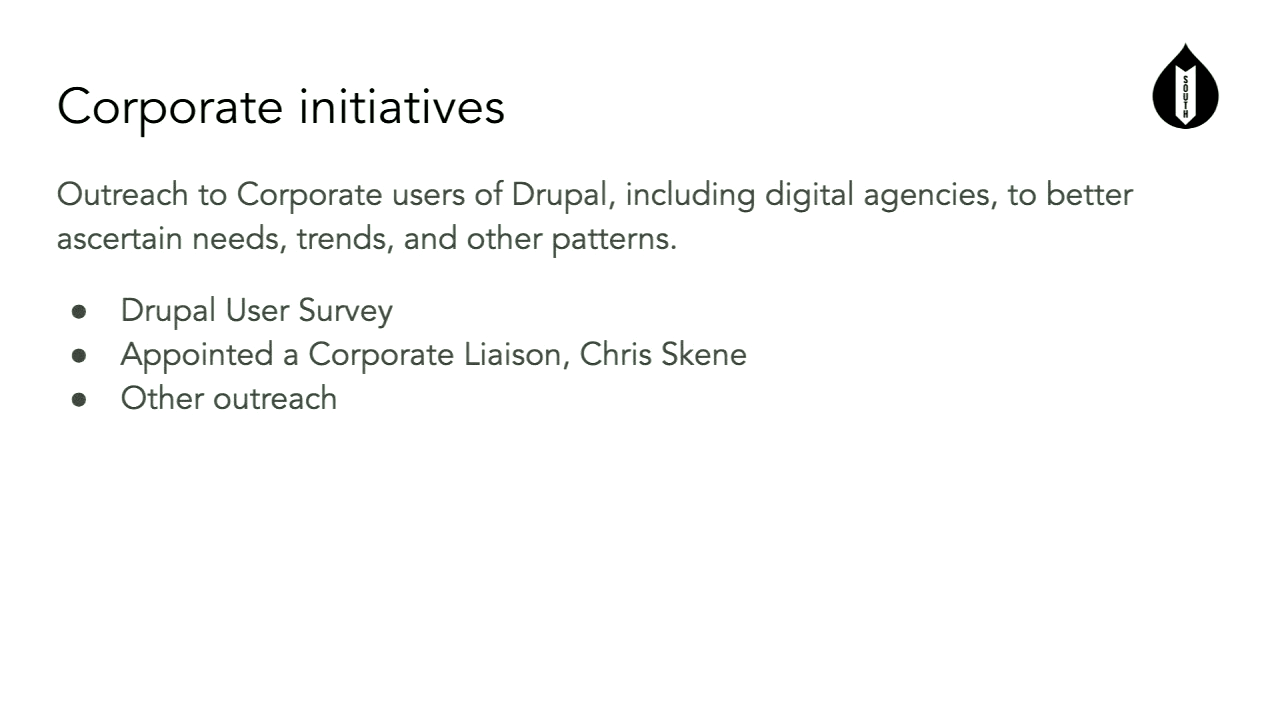 Corporate initiatives
SOUTH
Outreach to Corporate users of Drupal, including digital agencies, to better
ascertain needs, trends, and other patterns.
● Drupal User Survey
● Appointed a Corporate Liaison, Chris Skene
● Other outreach